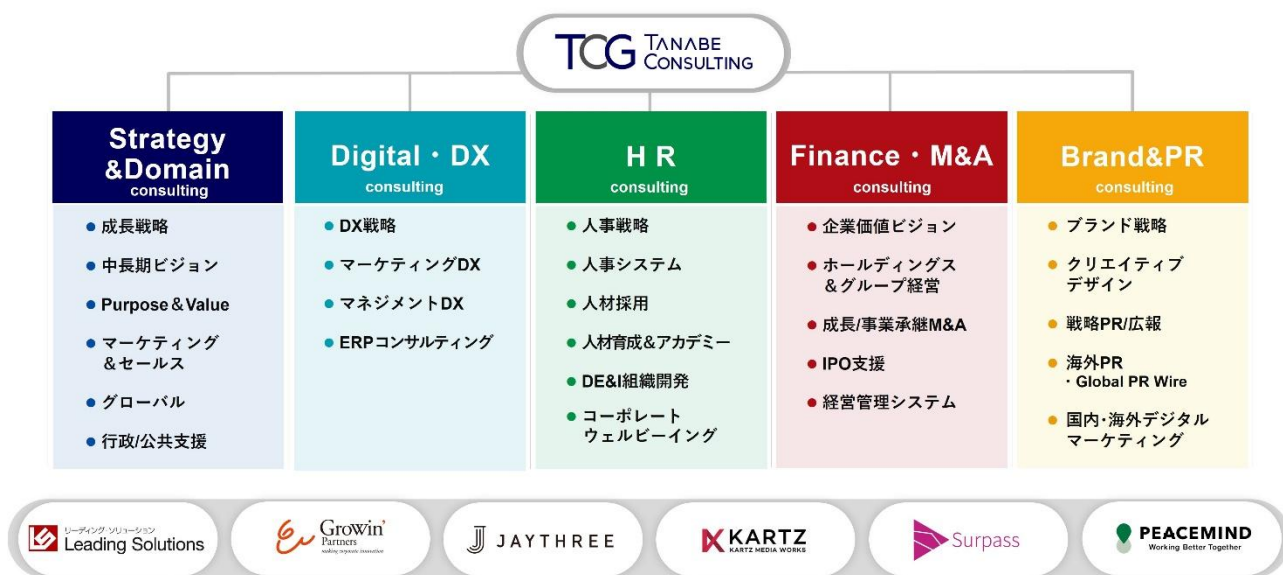 TCG TANABE
CONSULTING
Strategy
&Domain
consulting
成長戦略
中長期ビジョン
Purpose&Value
マーケティング
&セールス
グローバル
行政/公共支援
Digital・DX
consulting
DX戦略
マーケティングDX
マネジメントDX
ERPコンサルティング
HR
consulting
人事戦略
人事システム
人材採用
人材育成&アカデミー
DE&I組織開発
コーポレート
ウェルビーイング
Finance・M&A
consulting
企業価値ビジョン
ホールディングス
&グループ経営
成長/事業承継M&A
IPO支援
経営管理システム
Brand&PR
consulting
ブランド戦略
クリエイティブ
デザイン
戦略PR/広報
海外PR
・Global PR Wire
国内・海外デジタル
マーケティング
リーディング・ソリューション
Leading Solutions
GroWin'
Partners
making corporate innovation
JAYTHREE
KARTZ
KARTZ MEDIA WORKS
Surpass
PEACEMIND
Working Better Together